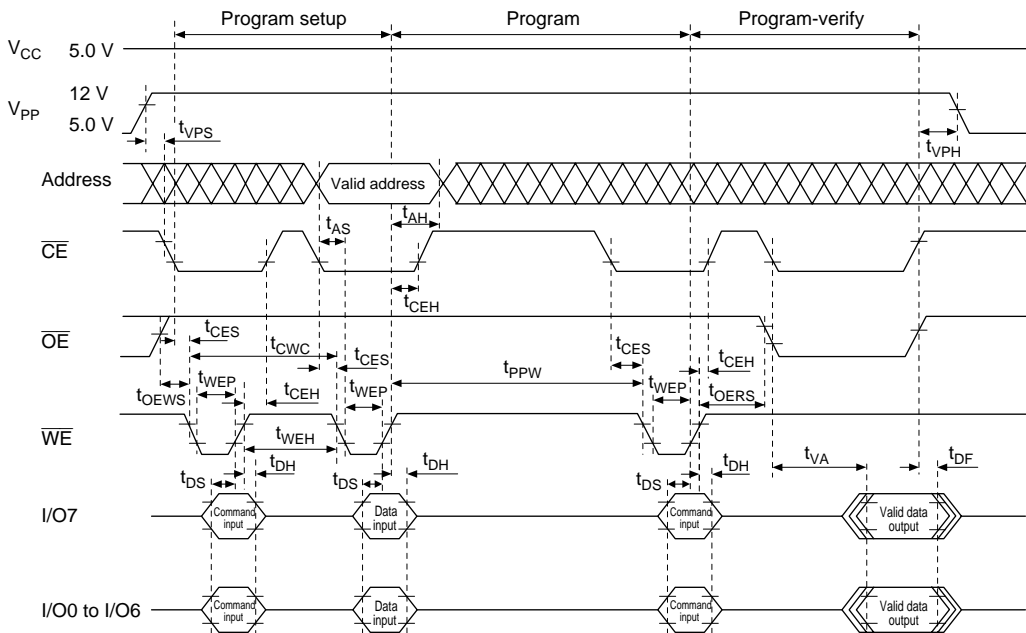 Program setup Program Program-verify
VCC 5.0 V
VPP 12 V
5.0 V
tVPS tVPH
Address Valid address
tAS tAH
CE
tCEH
OE
tCES tCWC tCES tCES tCEH
tOEWS tWEP tCEH tWEP tPPW tWEP tOERS
WE
tWEH
tDS tDH tDS tDH tDS tDH tVA tDF
I/O7 Command input Data input Command input Valid data output
I/O0 to I/O6 Command input Data input Command input Valid data output